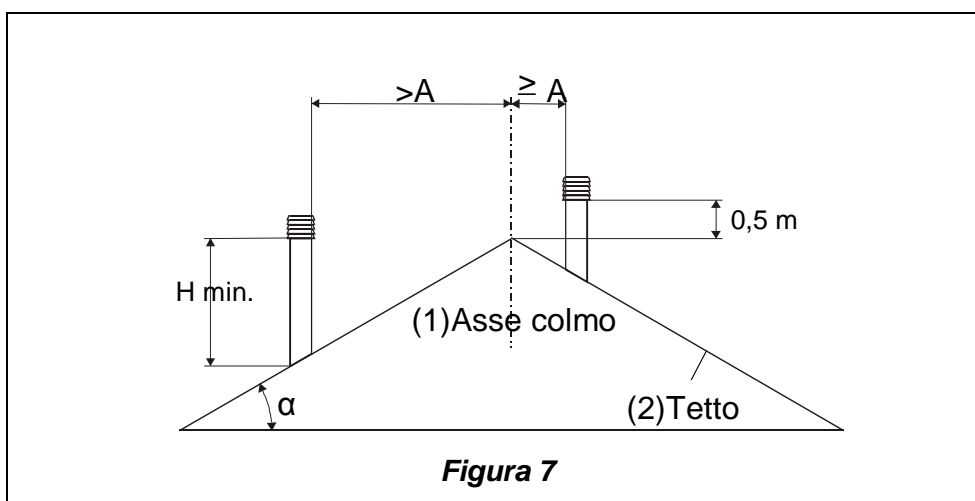 >A
≥ A
0,5 m
H min.
(1)Asse colmo
α
(2)Tetto
Figura 7